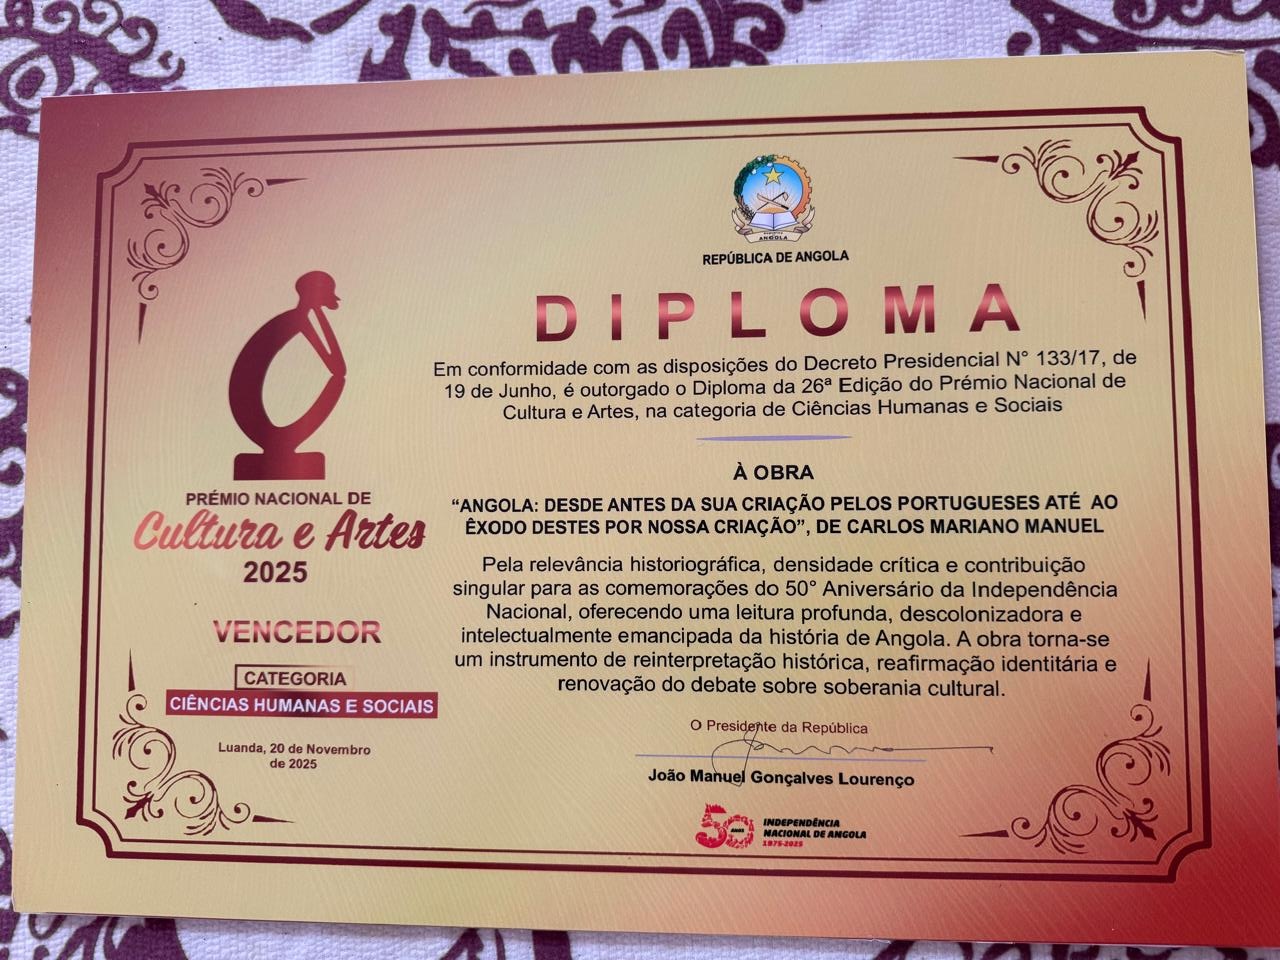 REPÚBLICA DE ANGOLA
DIPLOMA
Em conformidade com as disposições do Decreto Presidencial N° 133/17, de
19 de Junho, é outorgado o Diploma da 26ª Edição do Prémio Nacional de
Cultura e Artes, na categoria de Ciências Humanas e Sociais
À OBRA
“ANGOLA: DESDE ANTES DA SUA CRIAÇÃO PELOS PORTUGUESES ATÉ AO
ÊXODO DESTES POR NOSSA CRIAÇÃO”, DE CARLOS MARIANO MANUEL
Pela relevância historiográfica, densidade crítica e contribuição
singular para as comemorações do 50° Aniversário da Independência
Nacional, oferecendo uma leitura profunda, descolonizadora e
intelectualmente emancipada da história de Angola. A obra torna-se
um instrumento de reinterpretação histórica, reafirmação identitária e
renovação do debate sobre soberania cultural.
O Presidente da República
João Manuel Gonçalves Lourenço
50 ANOS
INDEPENDÊNCIA
NACIONAL DE ANGOLA
1975-2025
PRÉMIO NACIONAL DE
Cultura e Artes
2025
VENCEDOR
CATEGORIA
CIÊNCIAS HUMANAS E SOCIAIS
Luanda, 20 de Novembro
de 2025